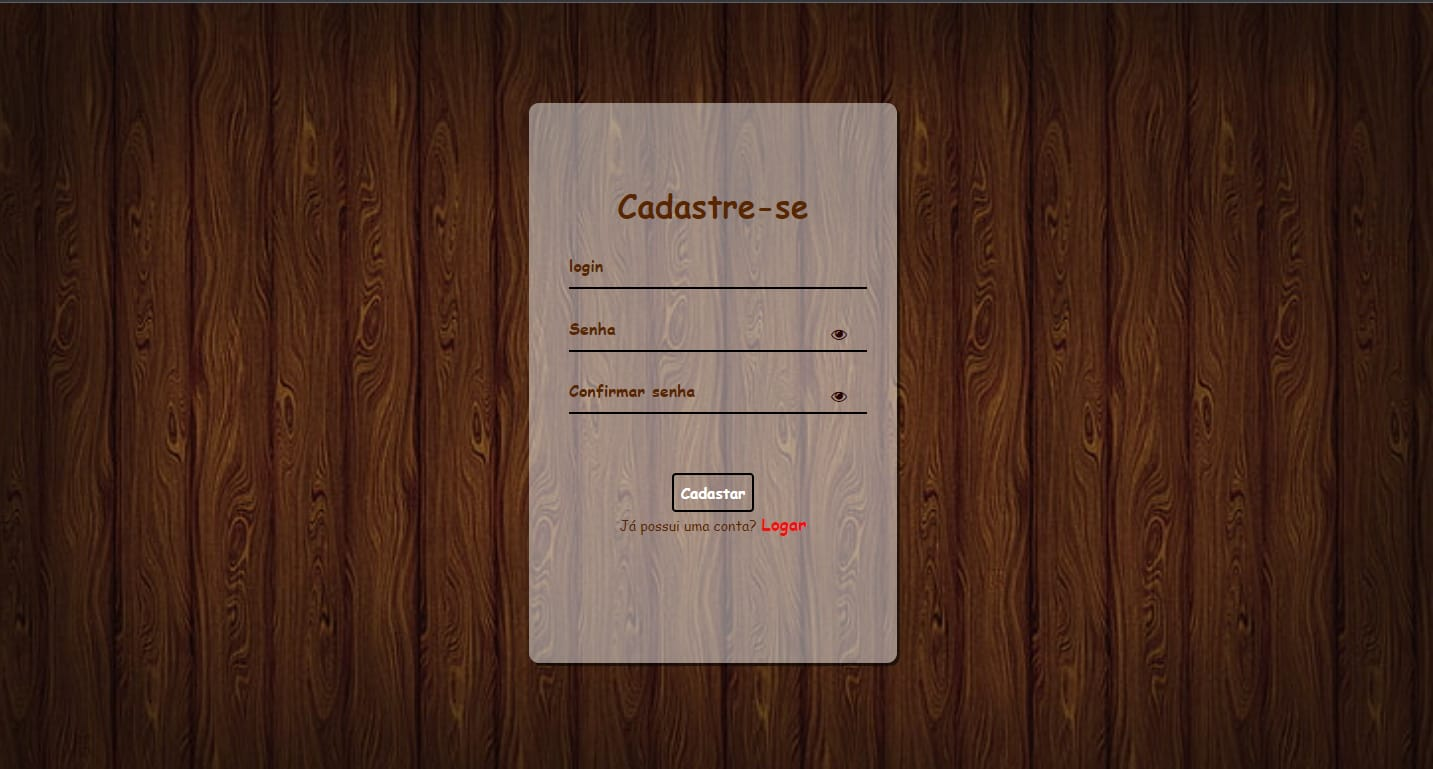 Cadastre-se
login
Senha
Confirmar senha
Cadastar
Já possui uma conta? Logar